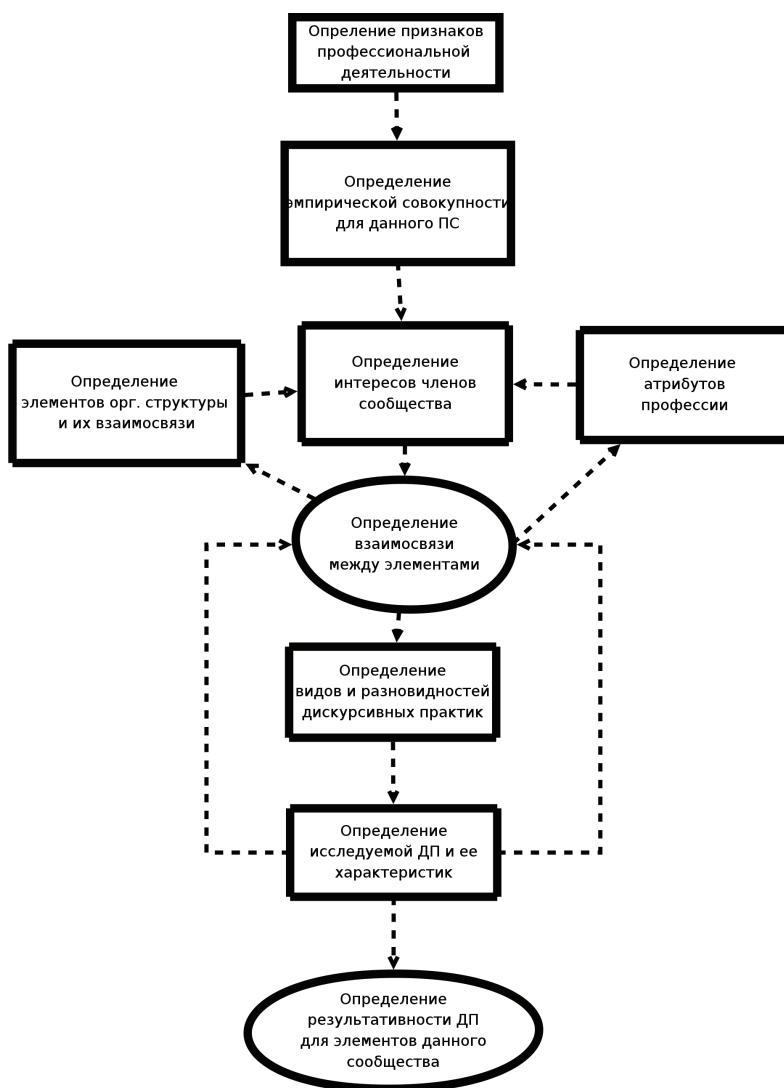 Опреление признаков
профессиональной
деятельности
Определение
эмпирической совокупности
для данного ПС
Определение
интересов членов
сообщества
Определение
элементов орг. структуры
и их взаимосвязи
Определение
атрибутов
профессии
Определение
взаимосвязи
между элементами
Определение
видов и разновидностей
дискурсивных практик
Определение
исследуемой ДП и ее
характеристик
Определение
результативности ДП
для элементов данного
сообщества